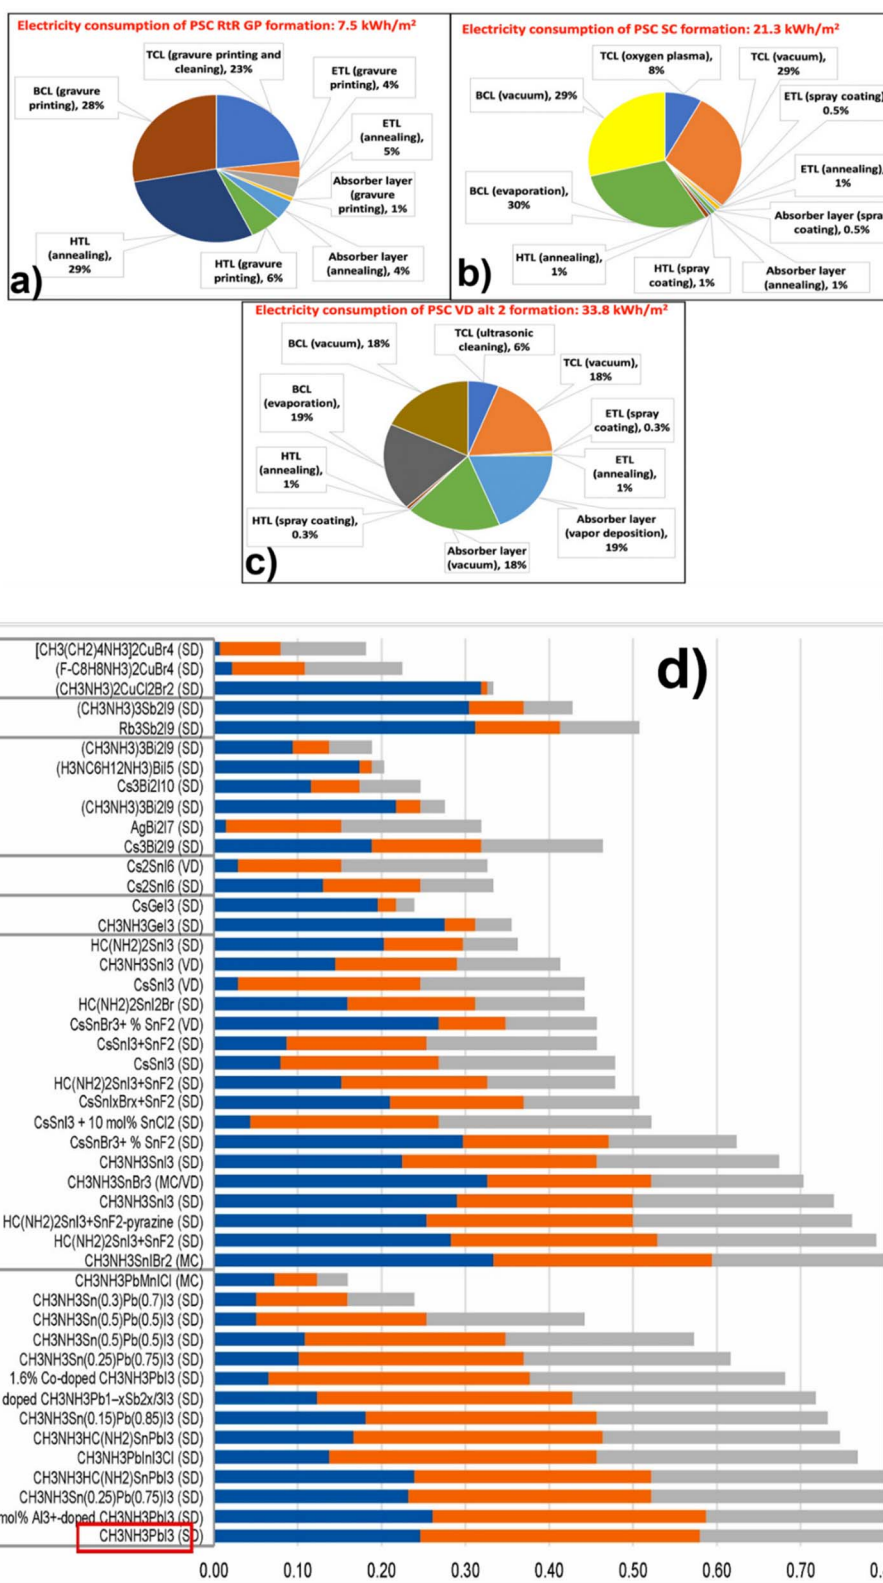 Electricity consumption of PSC RtR GP formation: 7.5 kWh/m²
TCL (gravure printing and
cleaning), 23%
ETL (gravure
printing), 4%
BCL (gravure
printing), 28%
ETL
(annealing),
5%
Absorber layer
(gravure
printing), 1%
HTL
(annealing),
29%
HTL (gravure
printing), 6%
Absorber layer
(annealing), 4%
a)
Electricity consumption of PSC SC formation: 21.3 kWh/m²
TCL (oxygen plasma),
8%
TCL (vacuum),
29%
BCL (vacuum), 29%
ETL (spray coating)
0.5%
ETL (annealing),
1%
BCL (evaporation),
30%
Absorber layer (spra
coating), 0.5%
HTL (annealing),
1%
HTL (spray
coating), 1%
Absorber layer
(annealing), 1%
b)
Electricity consumption of PSC VD alt 2 formation: 33.8 kWh/m²
TCL (ultrasonic
cleaning), 6%
BCL (vacuum), 18%
TCL (vacuum),
18%
BCL
(evaporation),
19%
ETL (spray
coating), 0.3%
HTL
(annealing),
1%
ETL
(annealing),
1%
HTL (spray coating),
0.3%
Absorber layer
(vapor deposition),
19%
Absorber layer
(vacuum), 18%
c)
d)
[CH3(CH2)4NH3]2CuBr4 (SD)
(F-C8H8NH3)2CuBr4 (SD)
(CH3NH3)2CuCl2Br2 (SD)
(CH3NH3)3Sb2I9 (SD)
Rb3Sb2I9 (SD)
(CH3NH3)3Bi2I9 (SD)
(H3NC6H12NH3)BiI5 (SD)
Cs3Bi2I10 (SD)
(CH3NH3)3Bi2I9 (SD)
AgBi2I7 (SD)
Cs3Bi2I9 (SD)
Cs2SnI6 (VD)
Cs2SnI6 (SD)
CsGeI3 (SD)
CH3NH3GeI3 (SD)
HC(NH2)2SnI3 (SD)
CH3NH3SnI3 (VD)
CsSnI3 (VD)
HC(NH2)2SnI2Br (SD)
CsSnBr3+ % SnF2 (VD)
CsSnI3+SnF2 (SD)
CsSnI3 (SD)
HC(NH2)2SnI3+SnF2 (SD)
CsSnIxBrx+SnF2 (SD)
CsSnI3 + 10 mol% SnCl2 (SD)
CsSnBr3+ % SnF2 (SD)
CH3NH3SnI3 (SD)
CH3NH3SnBr3 (MC/VD)
CH3NH3SnI3 (SD)
HC(NH2)2SnI3+SnF2-pyrazine (SD)
HC(NH2)2SnI3+SnF2 (SD)
CH3NH3SnIBr2 (MC)
CH3NH3PbMnICl (MC)
CH3NH3Sn(0.3)Pb(0.7)I3 (SD)
CH3NH3Sn(0.5)Pb(0.5)I3 (SD)
CH3NH3Sn(0.5)Pb(0.5)I3 (SD)
CH3NH3Sn(0.25)Pb(0.75)I3 (SD)
1.6% Co-doped CH3NH3PbI3 (SD)
doped CH3NH3Pb1–xSb2x/3I3 (SD)
CH3NH3Sn(0.15)Pb(0.85)I3 (SD)
CH3NH3HC(NH2)SnPbI3 (SD)
CH3NH3PbInI3Cl (SD)
CH3NH3HC(NH2)SnPbI3 (SD)
CH3NH3Sn(0.25)Pb(0.75)I3 (SD)
mol% Al3+-doped CH3NH3PbI3 (SD)
CH3NH3PbI3 (SD)
0.00 0.10 0.20 0.30 0.40 0.50 0.60 0.70 0.